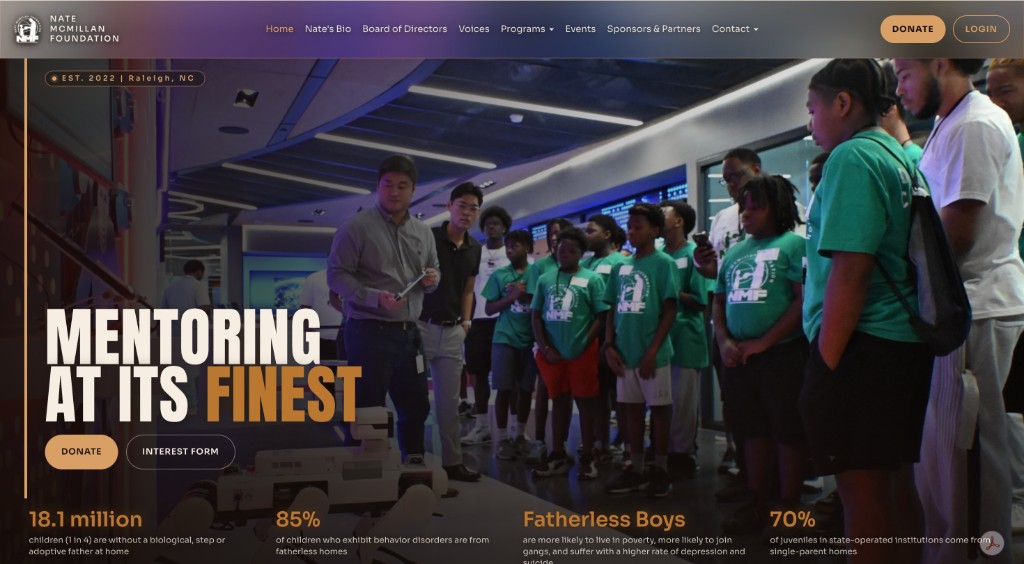 NATE
MCMILLAN
FOUNDATION
Home Nate's Bio Board of Directors Voices Programs Events Sponsors & Partners Contact
DONATE LOGIN
EST. 2022 | Raleigh, NC
NMF
NMF
NMF
MENTORING
AT ITS FINEST
DONATE INTEREST FORM
18.1 million
children (1 in 4) are without a biological, step or
adoptive father at home
85%
of children who exhibit behavior disorders are from
fatherless homes
Fatherless Boys
are more likely to live in poverty, more likely to join
gangs, and suffer with a higher rate of depression and
suicide
70%
of juveniles in state-operated institutions come from
single-parent homes